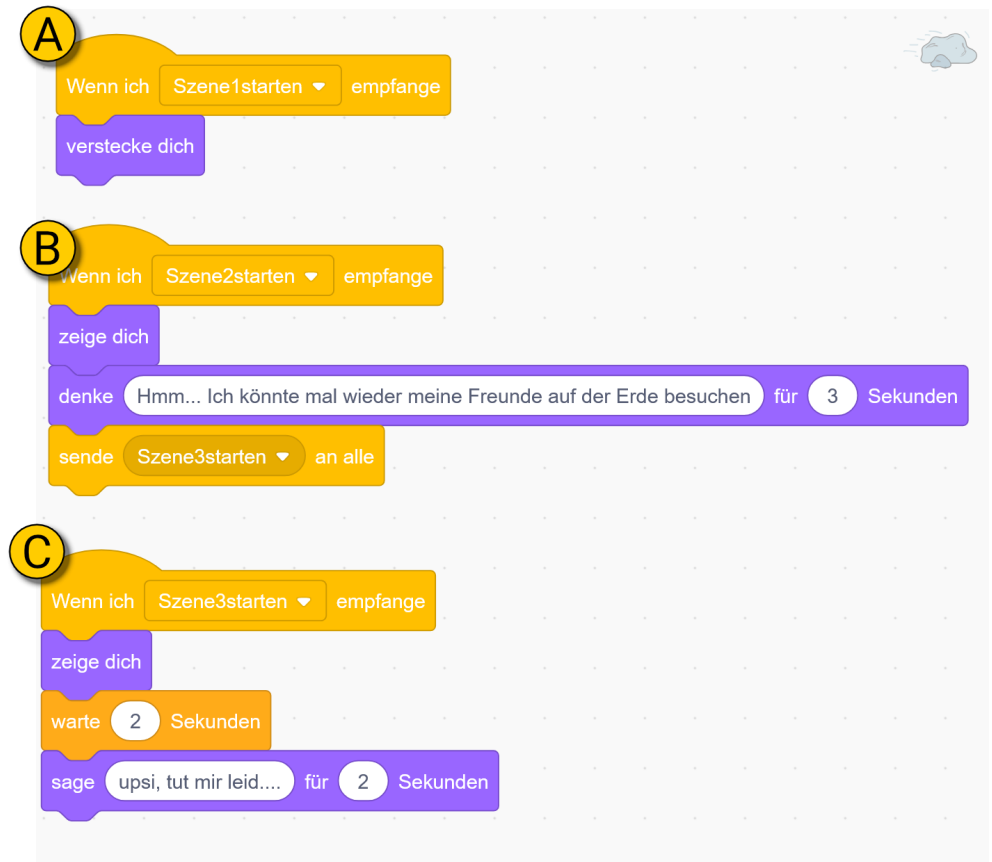 A
Wenn ich Szene1starten empfange
verstecke dich
B
Wenn ich Szene2starten empfange
zeige dich
denke Hmm... Ich könnte mal wieder meine Freunde auf der Erde besuchen für 3 Sekunden
sende Szene3starten an alle
C
Wenn ich Szene3starten empfange
zeige dich
warte 2 Sekunden
sage upsi, tut mir leid.... für 2 Sekunden